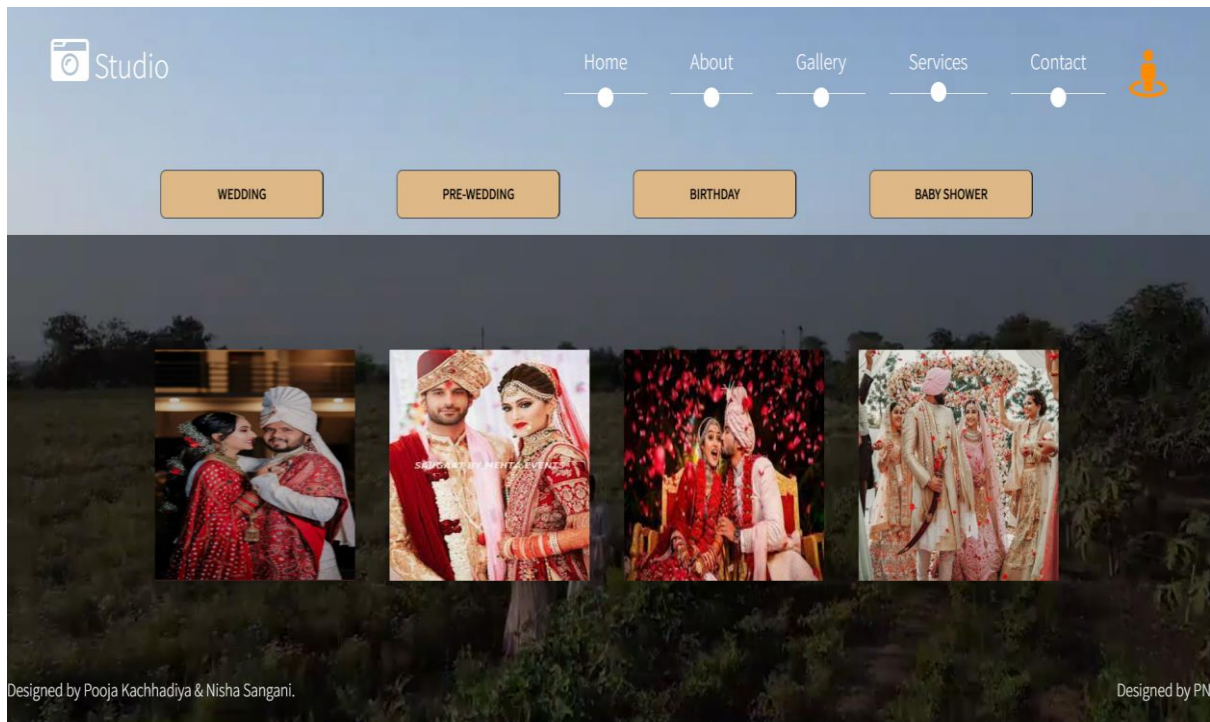 Studio
Home About Gallery Services Contact
WEDDING PRE-WEDDING BIRTHDAY BABY SHOWER
Designed by Pooja Kachhadiya & Nisha Sangani.
Designed by PN